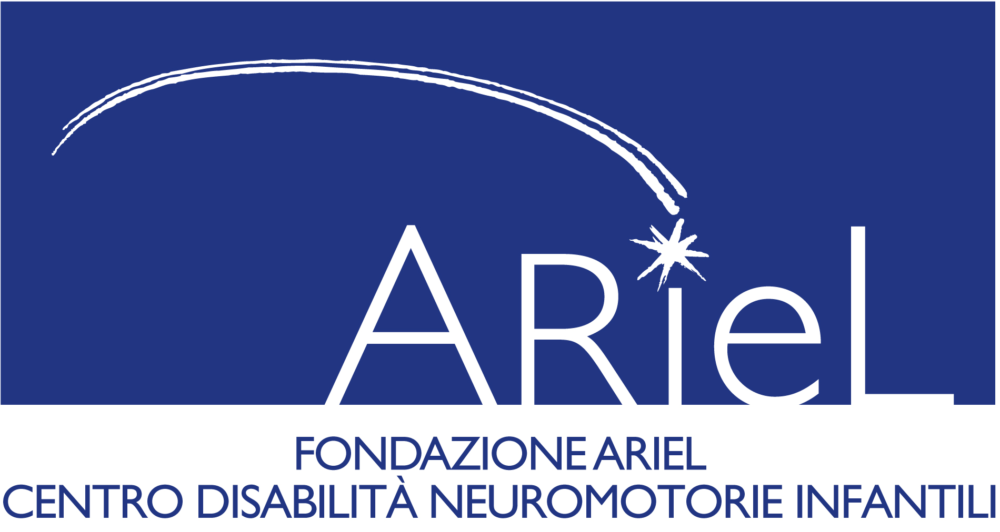 ARieL
FONDAZIONE ARIEL
CENTRO DISABILITÀ NEUROMOTORIE INFANTILI